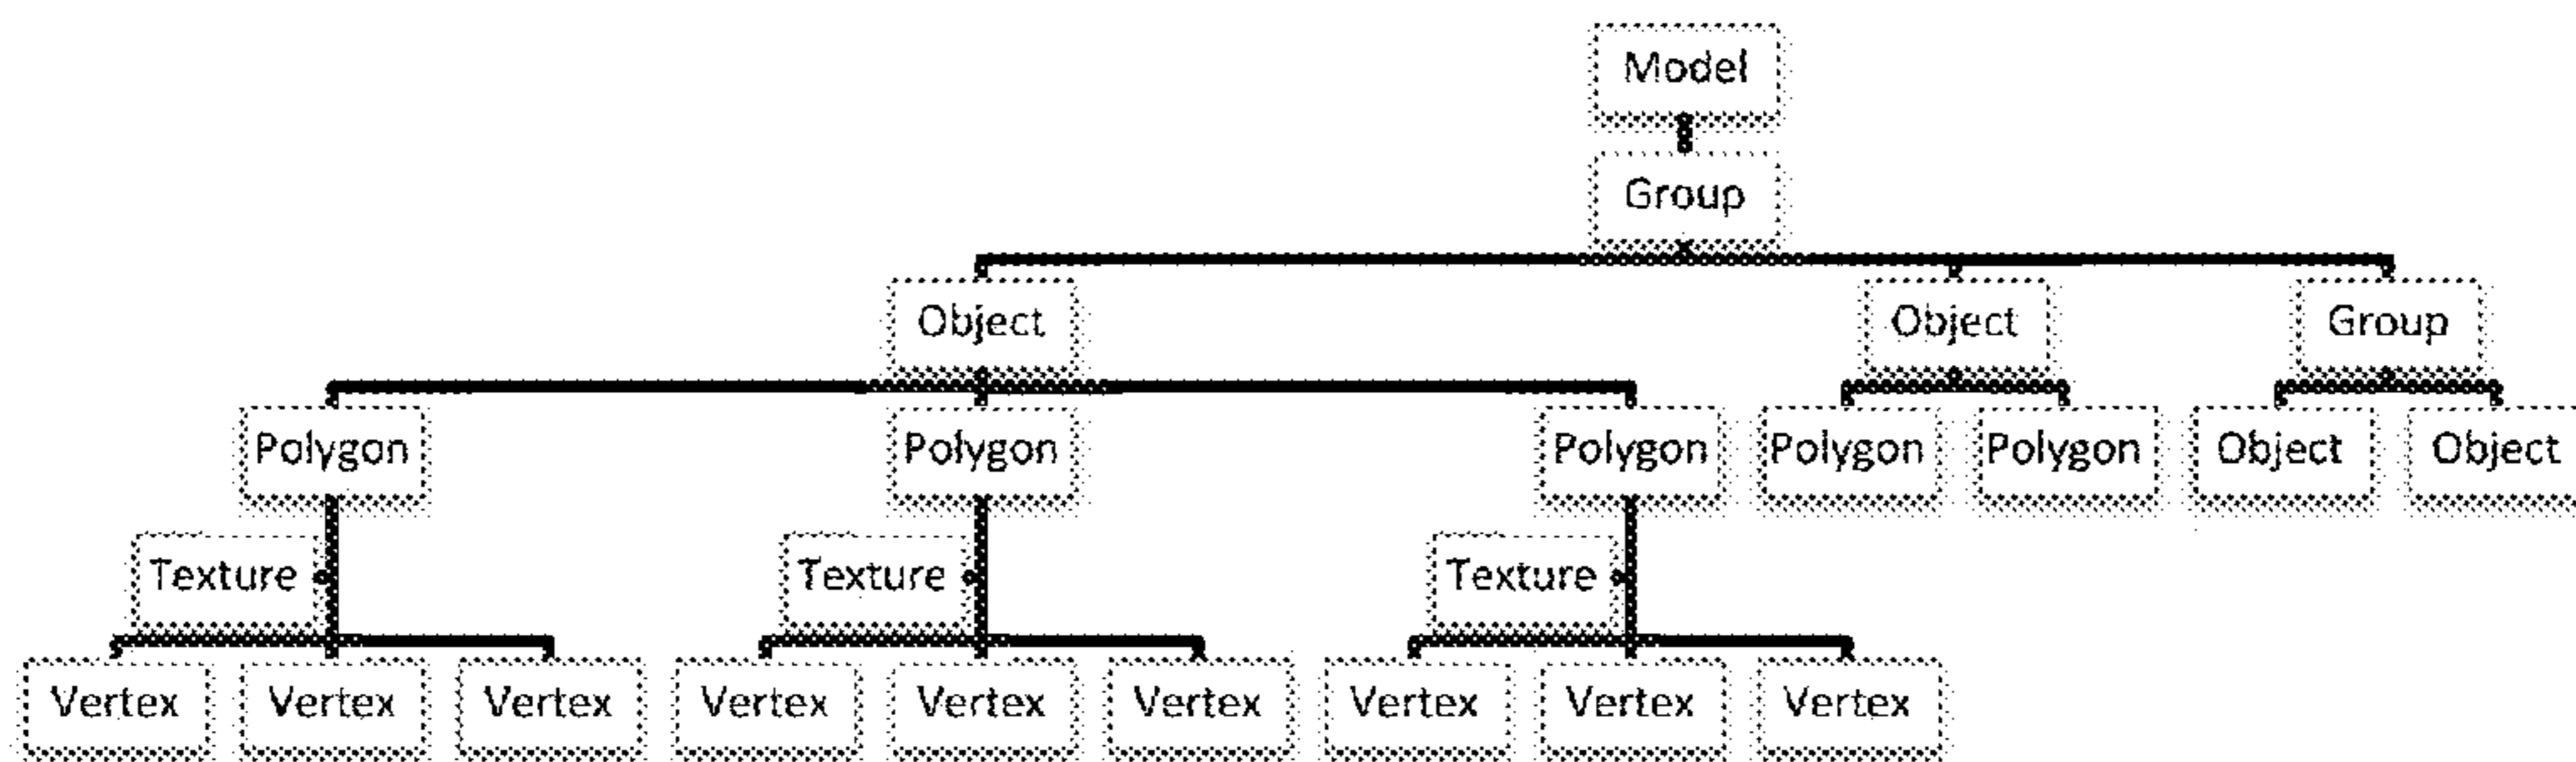 Model
Group
Object Object Group
Polygon Polygon Polygon Polygon Polygon Object Object
Texture Texture Texture
Vertex Vertex Vertex Vertex Vertex Vertex Vertex Vertex Vertex